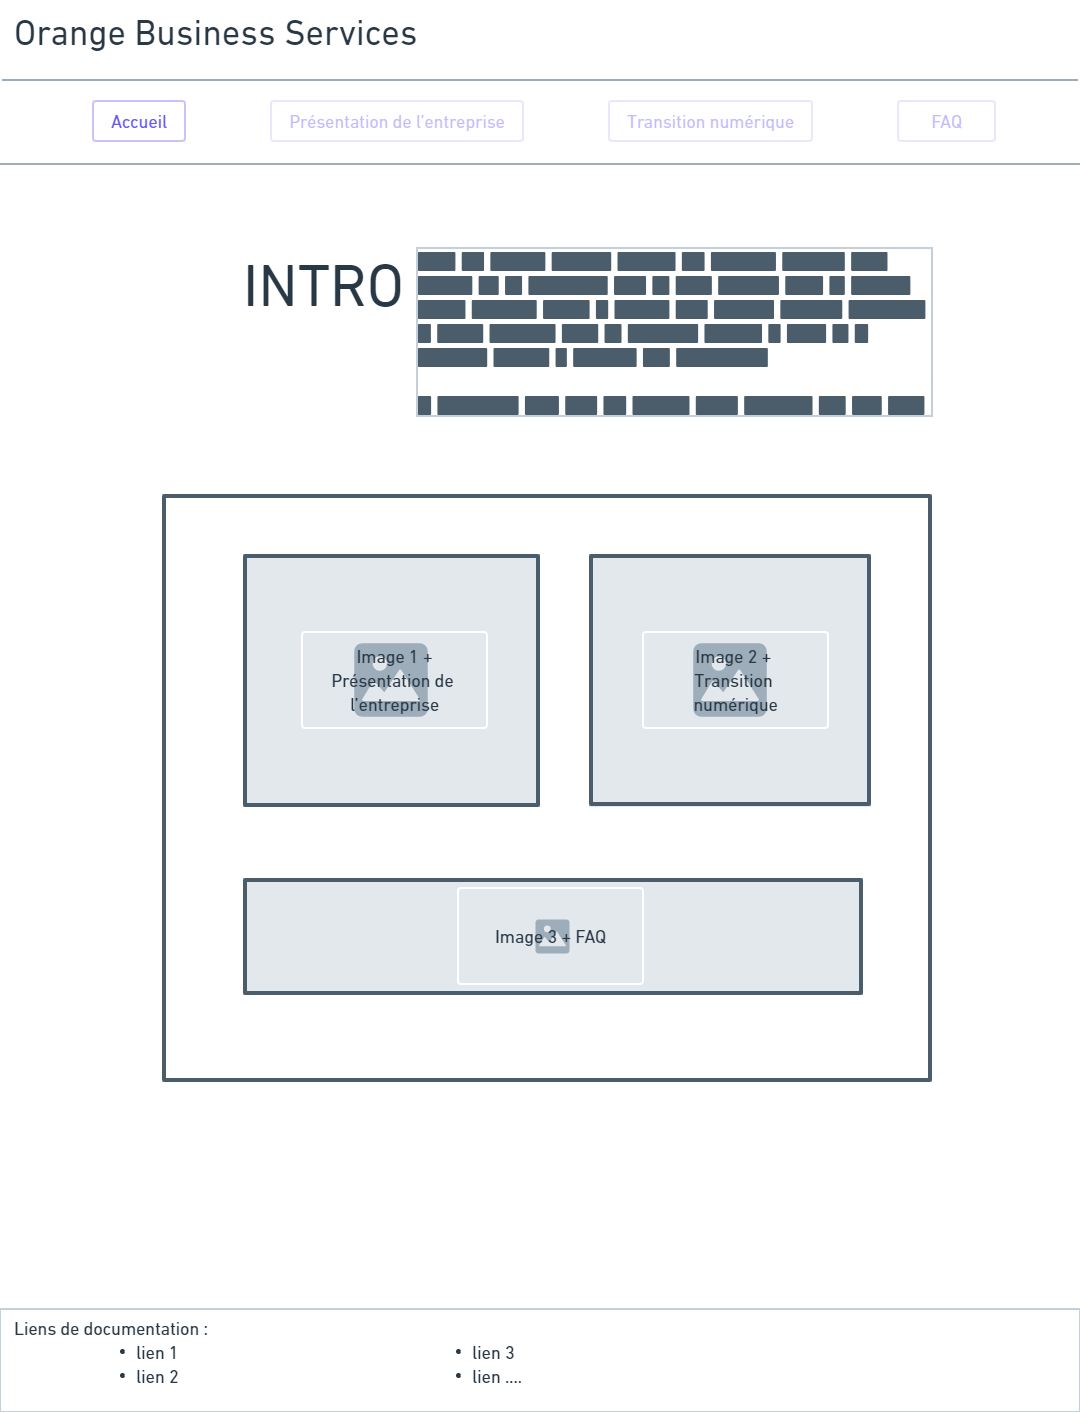 Orange Business Services
Accueil
Présentation de l'entreprise
Transition numérique
FAQ
INTRO
Image 1 +
Présentation de
l'entreprise
Image 2 +
Transition
numérique
Image 3 + FAQ
Liens de documentation :
• lien 1
• lien 2
• lien 3
• lien ....